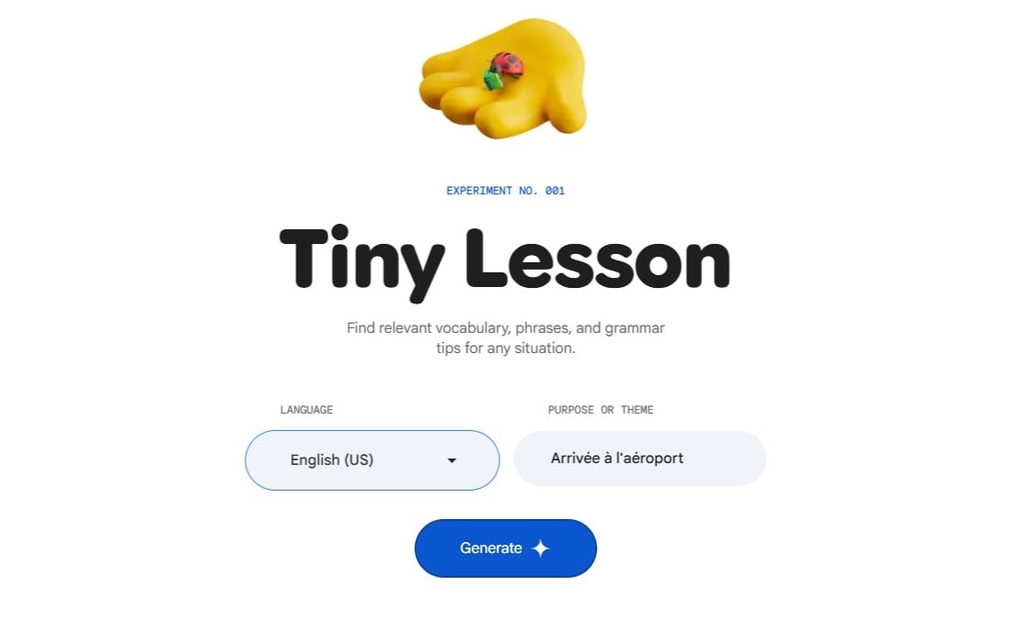 EXPERIMENT NO. 001
Tiny Lesson
Find relevant vocabulary, phrases, and grammar
tips for any situation.
LANGUAGE
PURPOSE OR THEME
English (US)
Arrivée à l'aéroport
Generate